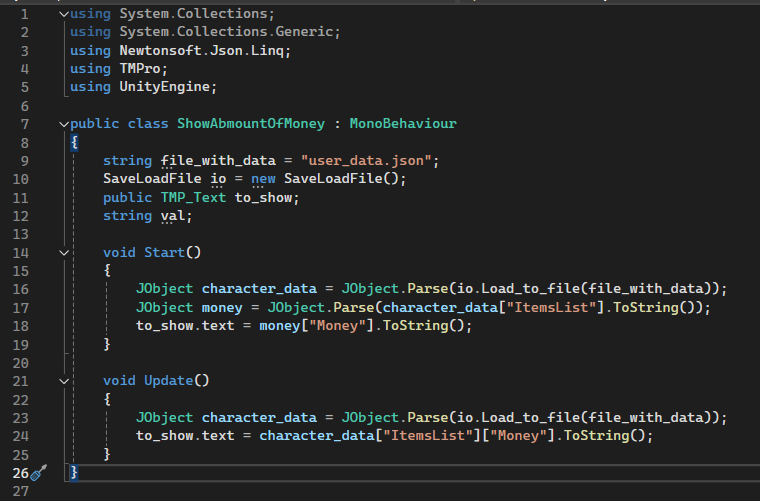 1 using System.Collections;
2 using System.Collections.Generic;
3 using Newtonsoft.Json.Linq;
4 using TMPro;
5 using UnityEngine;
6
7 public class ShowAbmountOfMoney : MonoBehaviour
8 {
9 string file_with_data = "user_data.json";
10 SaveLoadFile io = new SaveLoadFile();
11 public TMP_Text to_show;
12 string val;
13
14 void Start()
15 {
16 JObject character_data = JObject.Parse(io.Load_to_file(file_with_data));
17 JObject money = JObject.Parse(character_data["ItemsList"].ToString());
18 to_show.text = money["Money"].ToString();
19 }
20
21 void Update()
22 {
23 JObject character_data = JObject.Parse(io.Load_to_file(file_with_data));
24 to_show.text = character_data["ItemsList"]["Money"].ToString();
25 }
26 }
27